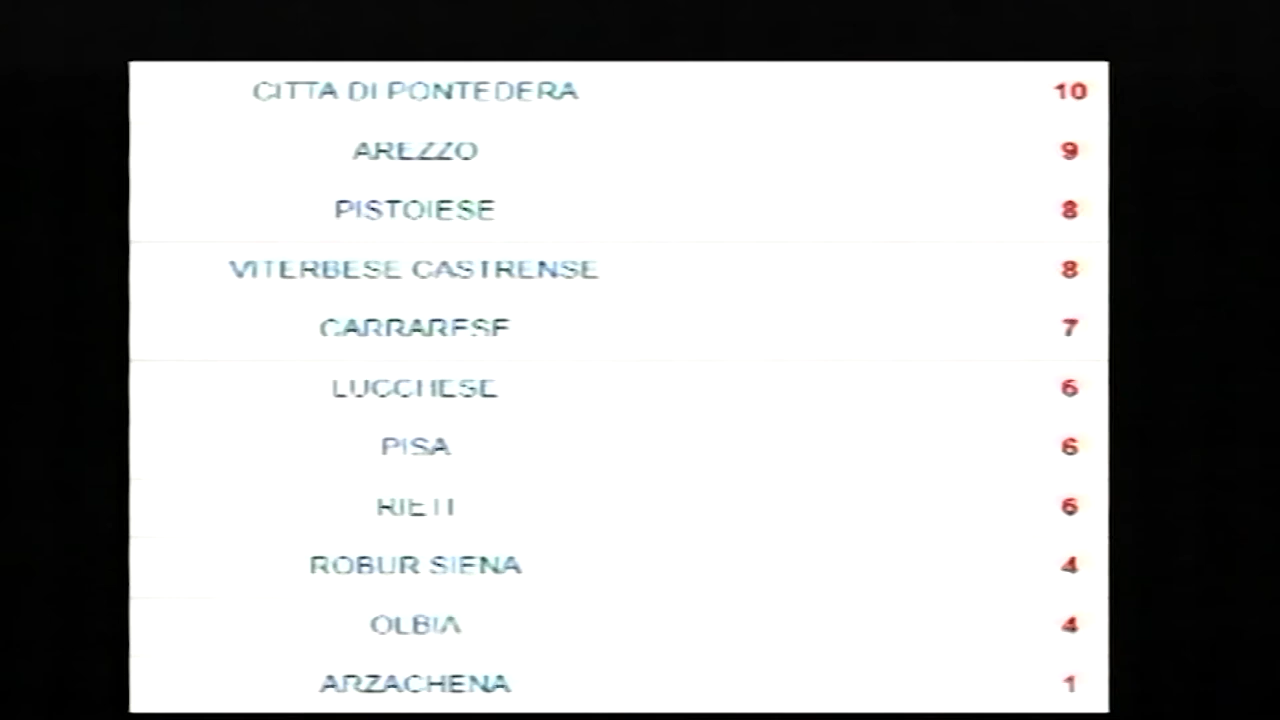 CITTA DI PONTEDERA 10
AREZZO 9
PISTOIESE 8
VITERBESE CASTRENSE 8
CARRARESE 7
LUCCHESE 6
PISA 6
RIETI 6
ROBUR SIENA 4
OLBIA 4
ARZACHENA 1